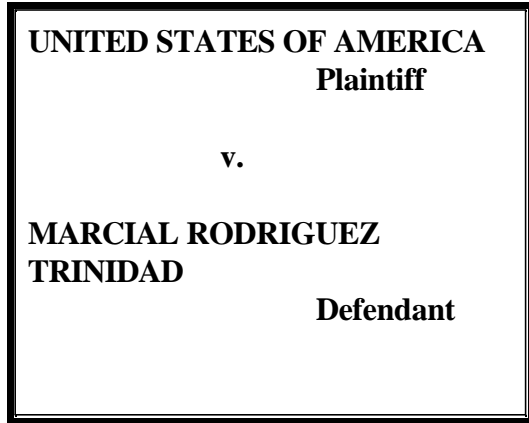 UNITED STATES OF AMERICA
Plaintiff
v.
MARCIAL RODRIGUEZ
TRINIDAD
Defendant